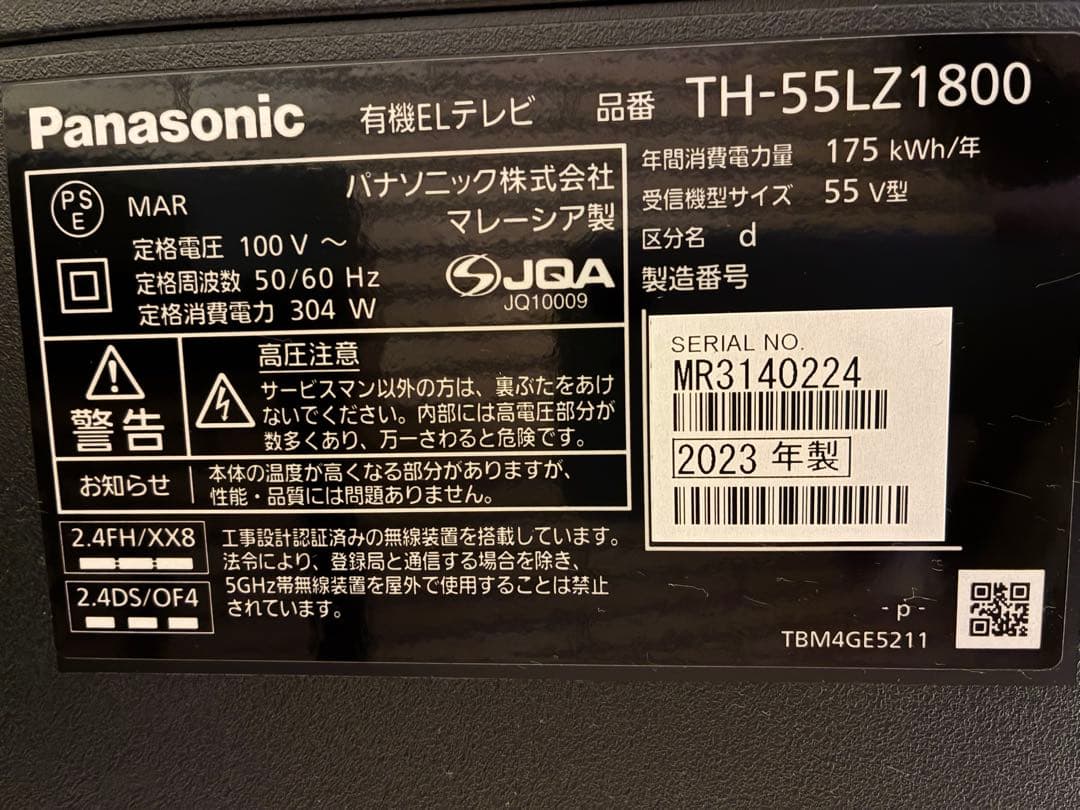 Panasonic 有機ELテレビ 品番 TH-55LZ1800
PS
E
MAR
パナソニック株式会社
マレーシア製
定格電圧 100 V ～
定格周波数 50/60 Hz
定格消費電力 304 W
JQA
JQ10009
年間消費電力量 175 kWh/年
受信機型サイズ 55 V型
区分名 d
製造番号
SERIAL NO.
MR3140224
2023 年製
警告
高圧注意
サービスマン以外の方は、裏ぶたをあけ
ないでください。内部には高電圧部分が
数多くあり、万一さわると危険です。
お知らせ
本体の温度が高くなる部分がありますが、
性能・品質には問題ありません。
2.4FH/XX8
2.4DS/OF4
工事設計認証済みの無線装置を搭載しています。
法令により、登録局と通信する場合を除き、
5GHz帯無線装置を屋外で使用することは禁止
されています。
- p -
TBM4GE5211